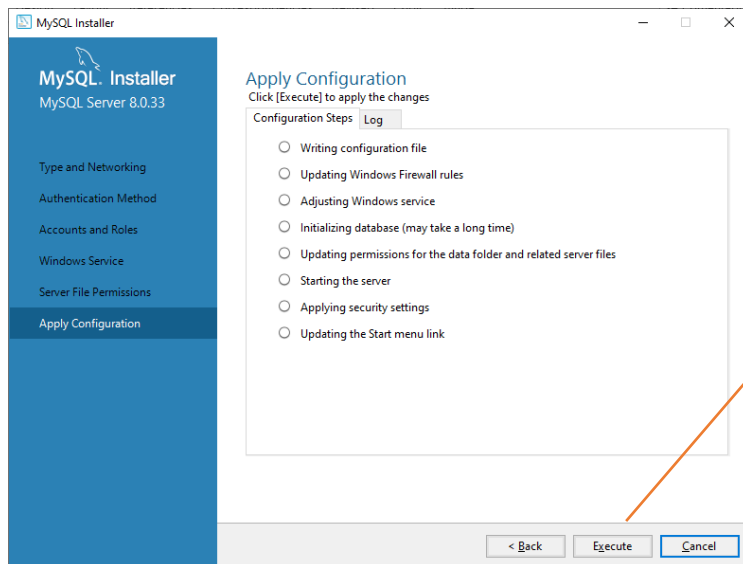 MySQL Installer
MySQL. Installer
MySQL Server 8.0.33
Type and Networking
Authentication Method
Accounts and Roles
Windows Service
Server File Permissions
Apply Configuration
Apply Configuration
Click [Execute] to apply the changes
Configuration Steps Log
Writing configuration file
Updating Windows Firewall rules
Adjusting Windows service
Initializing database (may take a long time)
Updating permissions for the data folder and related server files
Starting the server
Applying security settings
Updating the Start menu link
< Back Execute Cancel